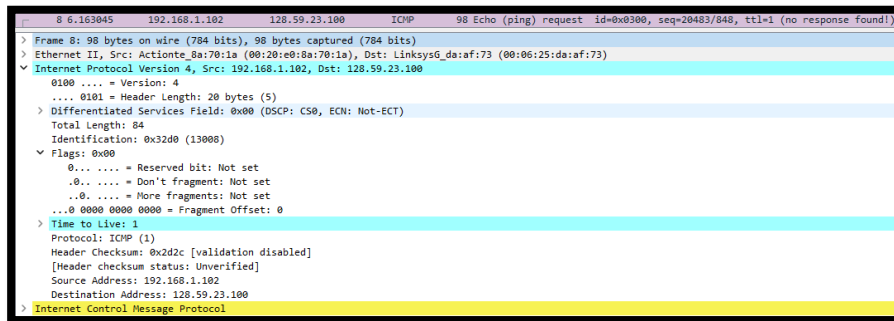 8 6.163045 192.168.1.102 128.59.23.100 ICMP 98 Echo (ping) request id=0x0300, seq=20483/848, ttl=1 (no response found!)
> Frame 8: 98 bytes on wire (784 bits), 98 bytes captured (784 bits)
> Ethernet II, Src: Actionte_8a:70:1a (00:20:e0:8a:70:1a), Dst: LinksysG_da:af:73 (00:06:25:da:af:73)
Internet Protocol Version 4, Src: 192.168.1.102, Dst: 128.59.23.100
0100 .... = Version: 4
.... 0101 = Header Length: 20 bytes (5)
> Differentiated Services Field: 0x00 (DSCP: CS0, ECN: Not-ECT)
Total Length: 84
Identification: 0x32d0 (13008)
Flags: 0x00
0... .... = Reserved bit: Not set
.0.. .... = Don't fragment: Not set
..0. .... = More fragments: Not set
...0 0000 0000 0000 = Fragment Offset: 0
> Time to Live: 1
Protocol: ICMP (1)
Header Checksum: 0x2d2c [validation disabled]
[Header checksum status: Unverified]
Source Address: 192.168.1.102
Destination Address: 128.59.23.100
> Internet Control Message Protocol